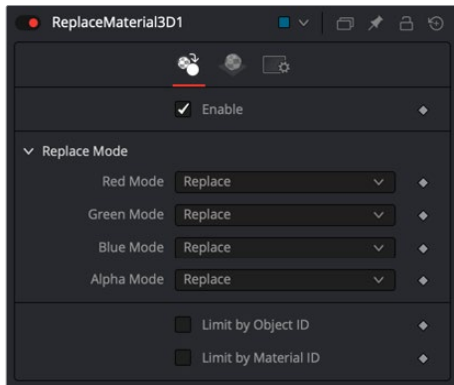 ReplaceMaterial3D1
Enable
Replace Mode
Red Mode Replace
Green Mode Replace
Blue Mode Replace
Alpha Mode Replace
Limit by Object ID
Limit by Material ID